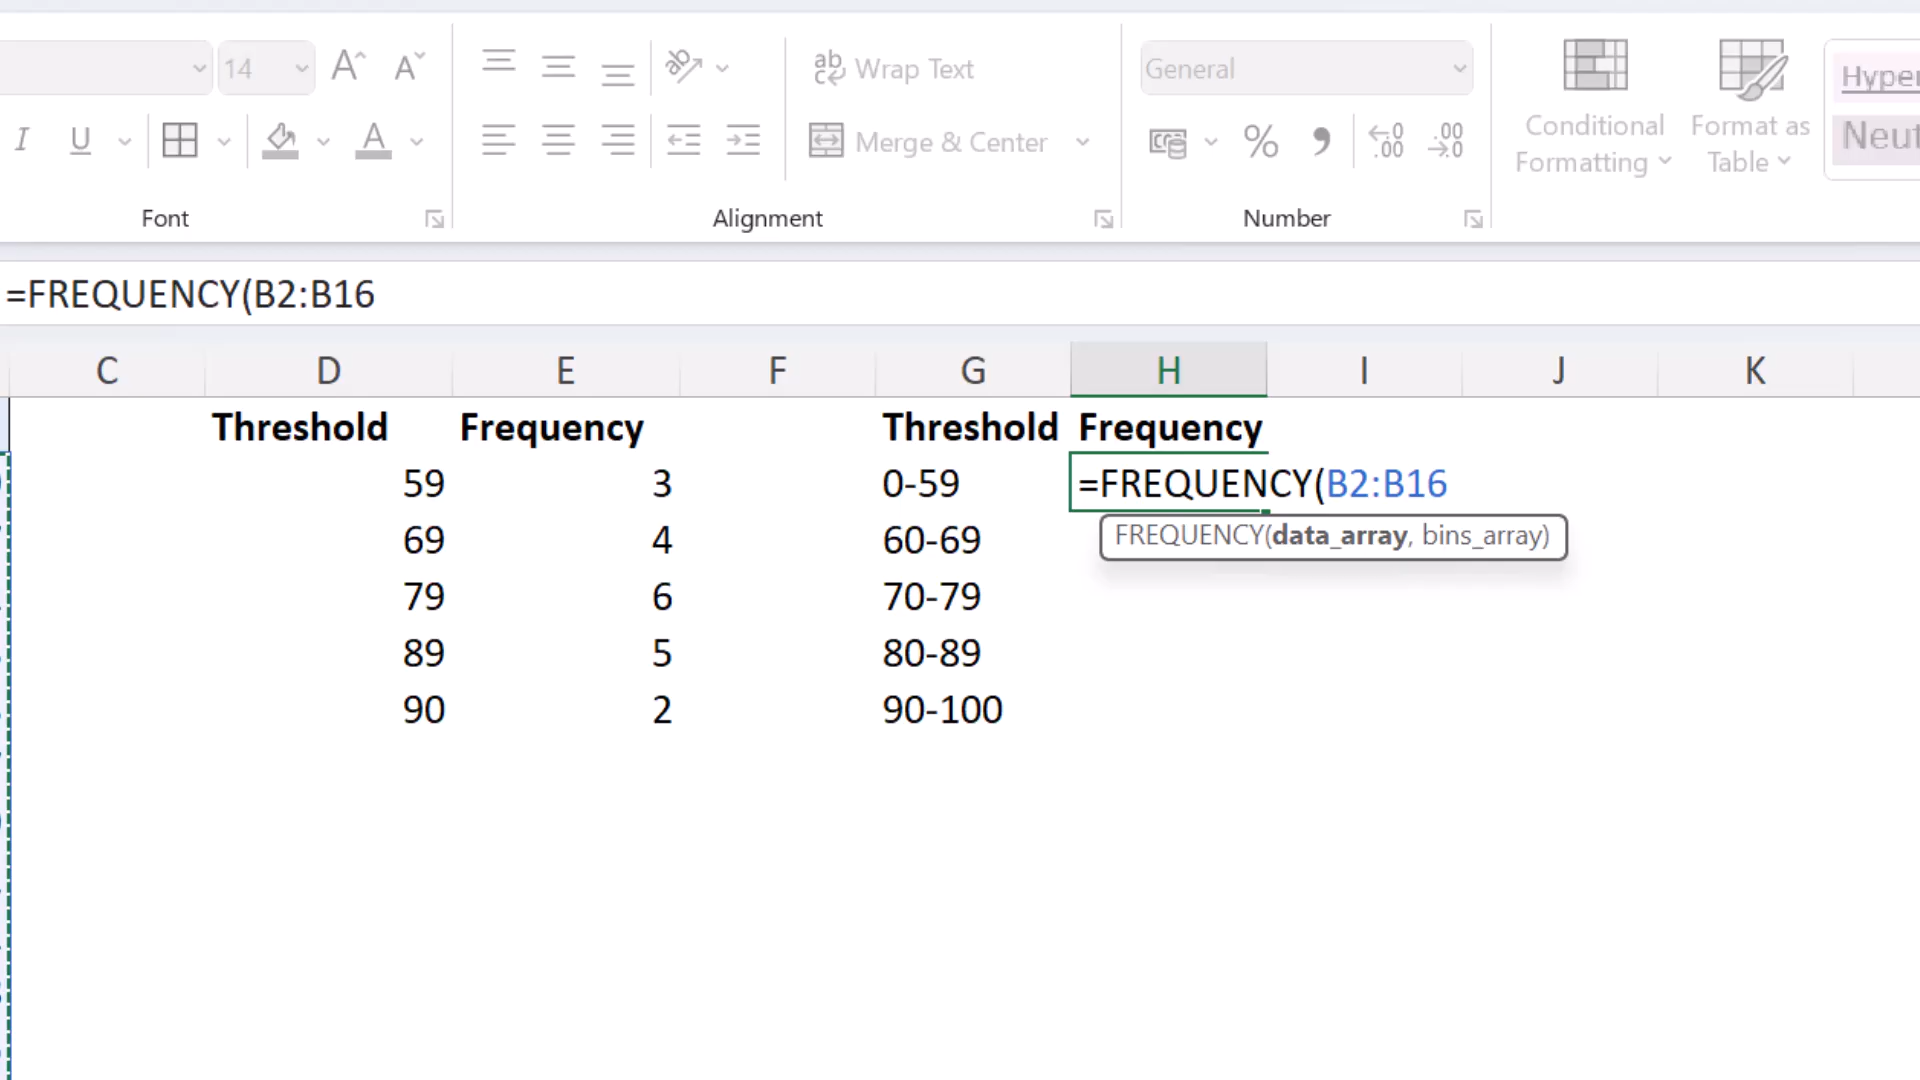 14 A A Wrap Text General Conditional Formatting Format as Table Hyper
I U A Merge & Center % , .00 .00 Neut
Font Alignment Number
=FREQUENCY(B2:B16
C D E F G H I J K
Threshold Frequency Threshold Frequency
59 3 0-59 =FREQUENCY(B2:B16
FREQUENCY(data_array, bins_array)
69 4 60-69
79 6 70-79
89 5 80-89
90 2 90-100